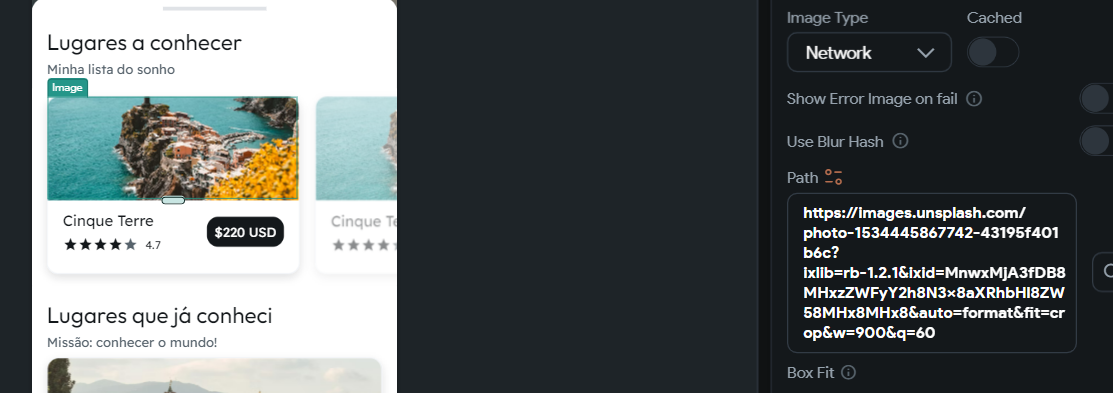 Lugares a conhecer
Minha lista do sonho
Image
Cinque Terre
4.7
$220 USD
Cinque Te
Lugares que já conheci
Missão: conhecer o mundo!
Image Type
Cached
Network
Show Error Image on fail
Use Blur Hash
Path
https://images.unsplash.com/
photo-1534445867742-43195f401
b6c?
ixlib=rb-1.2.1&ixid=MnwxMjA3fDB8
MHxzZWFyY2h8N3x8aXRhbHl8ZW
58MHx8MHx8&auto=format&fit=cr
op&w=900&q=60
Box Fit